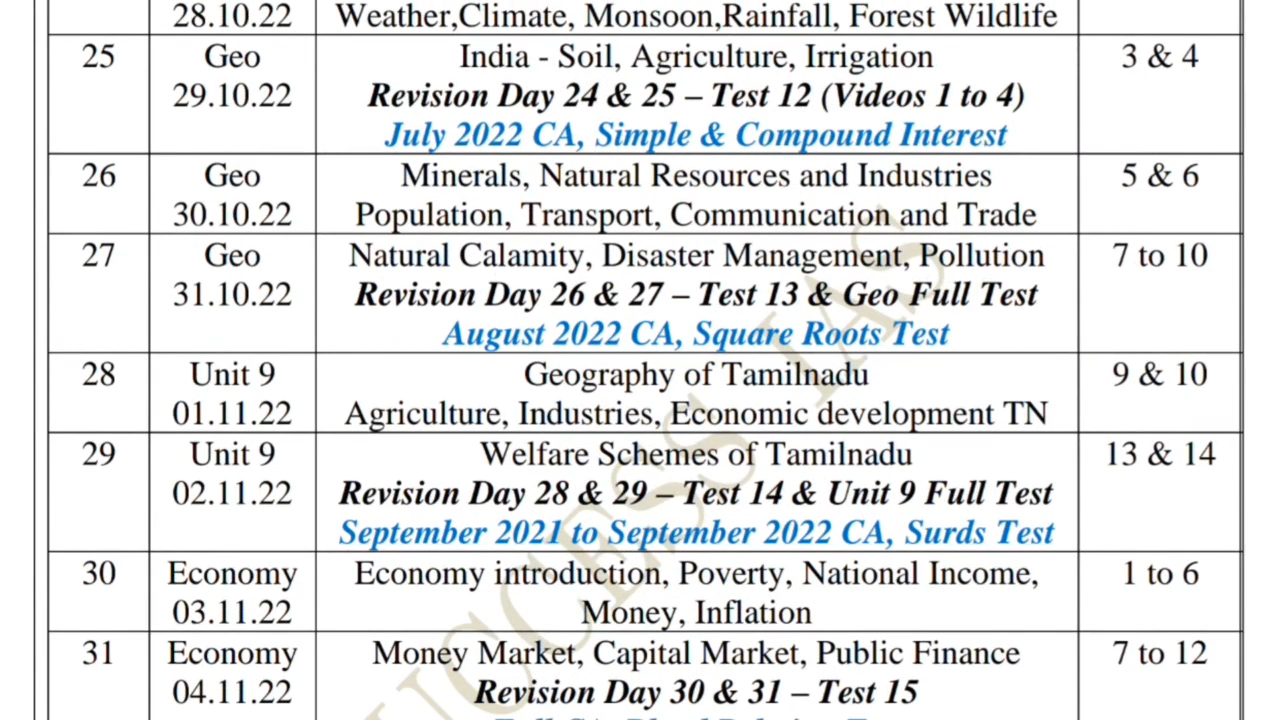 28.10.22 Weather,Climate, Monsoon,Rainfall, Forest Wildlife
25 Geo India - Soil, Agriculture, Irrigation 3 & 4
29.10.22 Revision Day 24 & 25 – Test 12 (Videos 1 to 4)
July 2022 CA, Simple & Compound Interest
26 Geo Minerals, Natural Resources and Industries 5 & 6
30.10.22 Population, Transport, Communication and Trade
27 Geo Natural Calamity, Disaster Management, Pollution 7 to 10
31.10.22 Revision Day 26 & 27 – Test 13 & Geo Full Test
August 2022 CA, Square Roots Test
28 Unit 9 Geography of Tamilnadu 9 & 10
01.11.22 Agriculture, Industries, Economic development TN
29 Unit 9 Welfare Schemes of Tamilnadu 13 & 14
02.11.22 Revision Day 28 & 29 – Test 14 & Unit 9 Full Test
September 2021 to September 2022 CA, Surds Test
30 Economy Economy introduction, Poverty, National Income, 1 to 6
03.11.22 Money, Inflation
31 Economy Money Market, Capital Market, Public Finance 7 to 12
04.11.22 Revision Day 30 & 31 – Test 15
UCCESS IAS